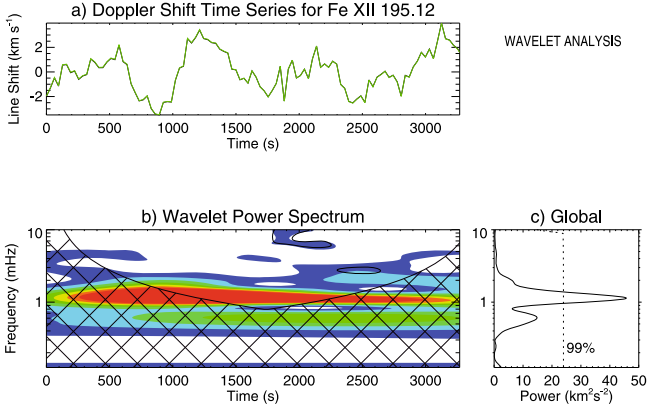 a) Doppler Shift Time Series for Fe XII 195.12
WAVELET ANALYSIS
Line Shift (km s⁻¹)
2
0
-2
0 500 1000 1500 2000 2500 3000
Time (s)
b) Wavelet Power Spectrum
c) Global
Frequency (mHz)
10
1
10
1
99%
0 500 1000 1500 2000 2500 3000
0 10 20 30 40 50
Time (s)
Power (km²s⁻²)